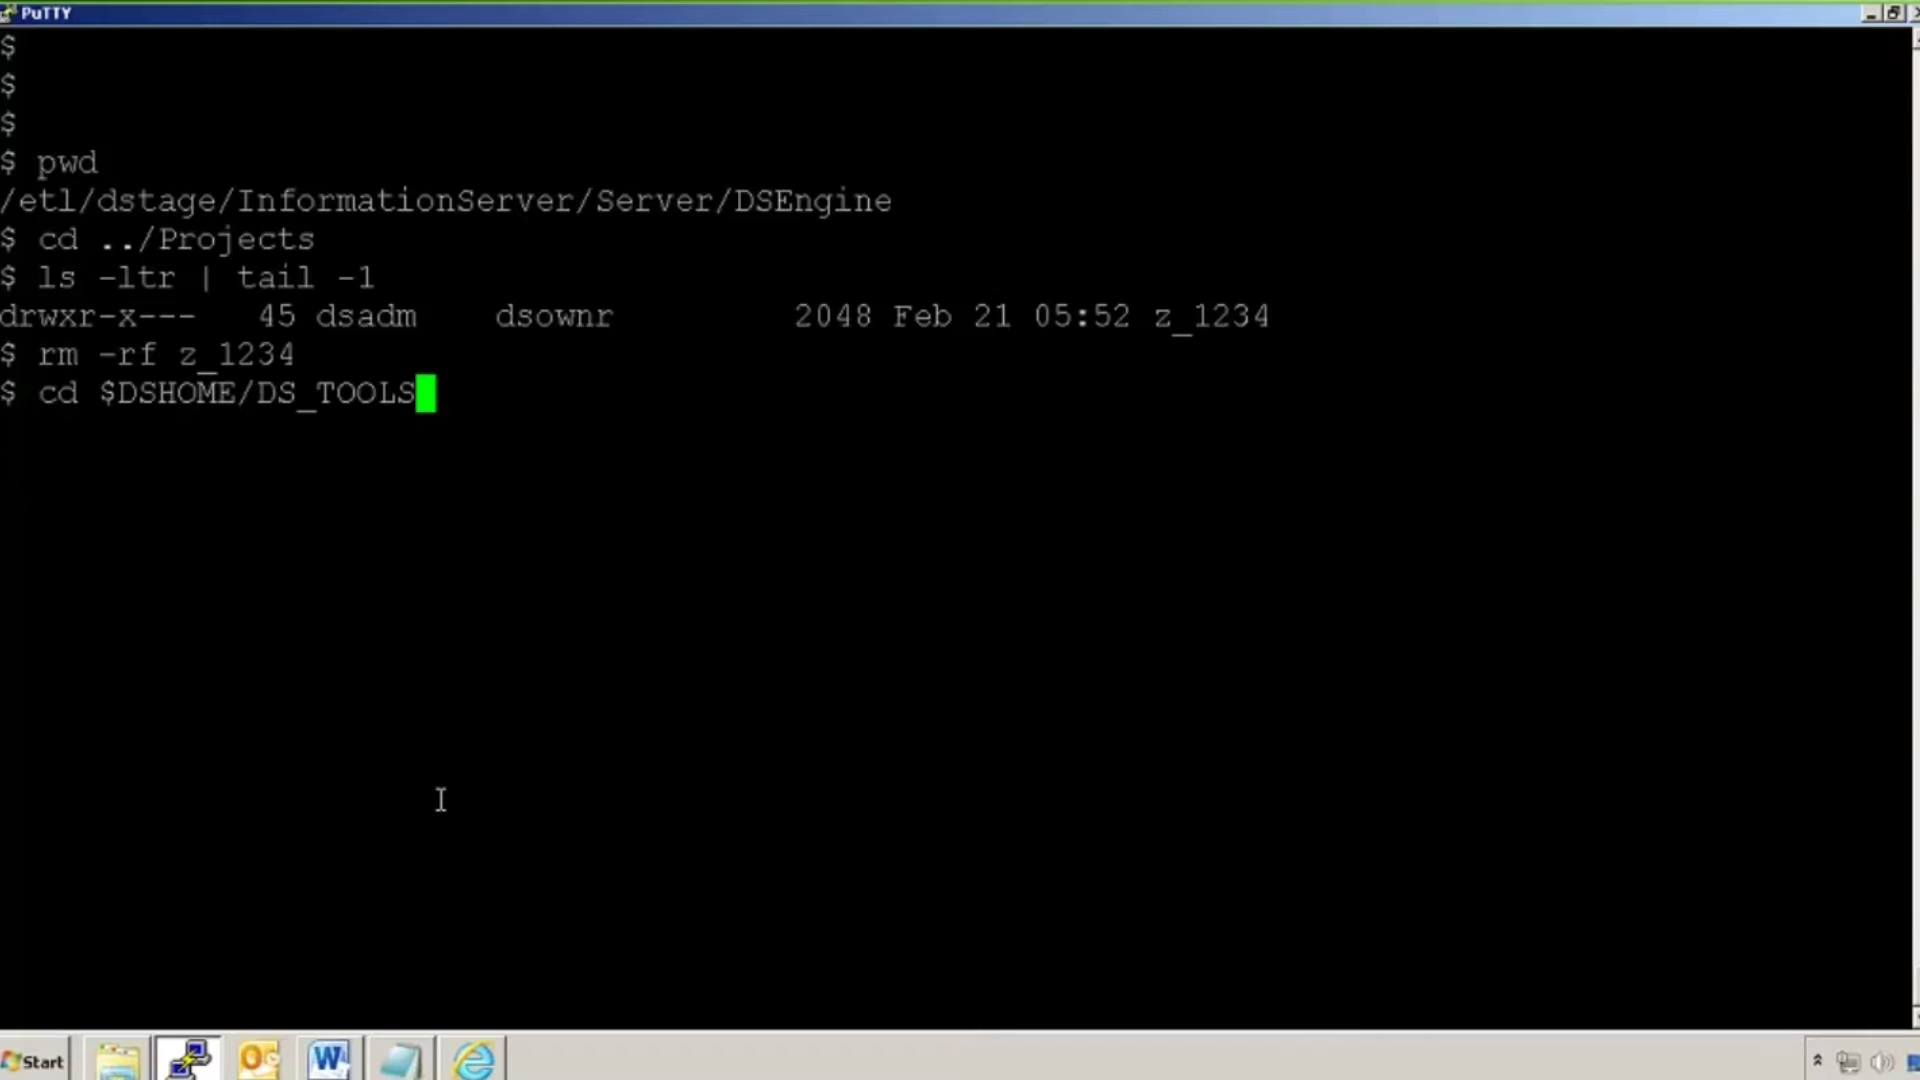 PuTTY
$
$
$
$ pwd
/etl/dstage/InformationServer/Server/DSEngine
$ cd ../Projects
$ ls -ltr | tail -1
drwxr-x--- 45 dsadm dsownr 2048 Feb 21 05:52 z_1234
$ rm -rf z_1234
$ cd $DSHOME/DS_TOOLS
Start